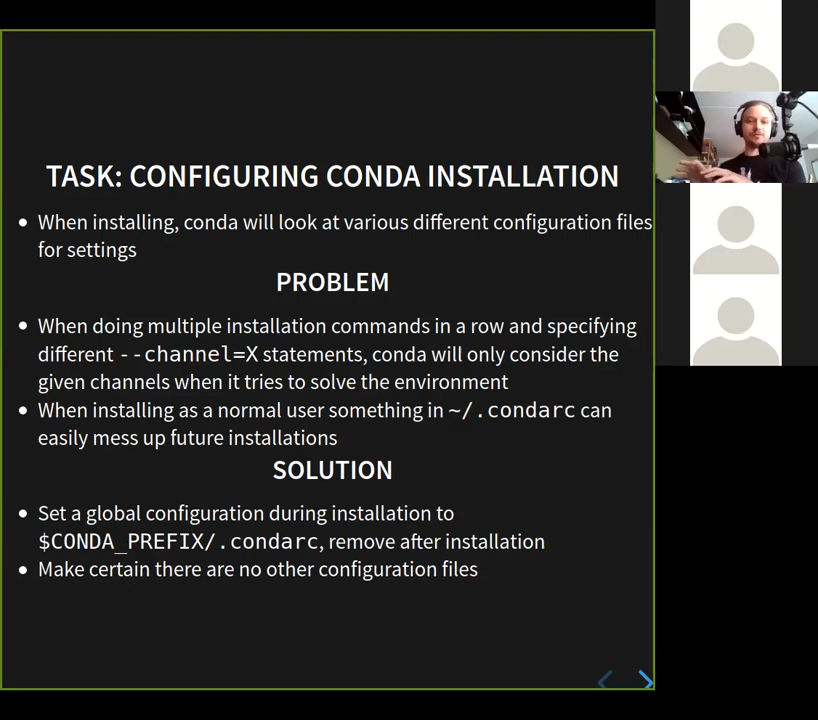 TASK: CONFIGURING CONDA INSTALLATION
When installing, conda will look at various different configuration files
for settings
PROBLEM
When doing multiple installation commands in a row and specifying
different --channel=X statements, conda will only consider the
given channels when it tries to solve the environment
When installing as a normal user something in ~/.condarc can
easily mess up future installations
SOLUTION
Set a global configuration during installation to
$CONDA_PREFIX/.condarc, remove after installation
Make certain there are no other configuration files